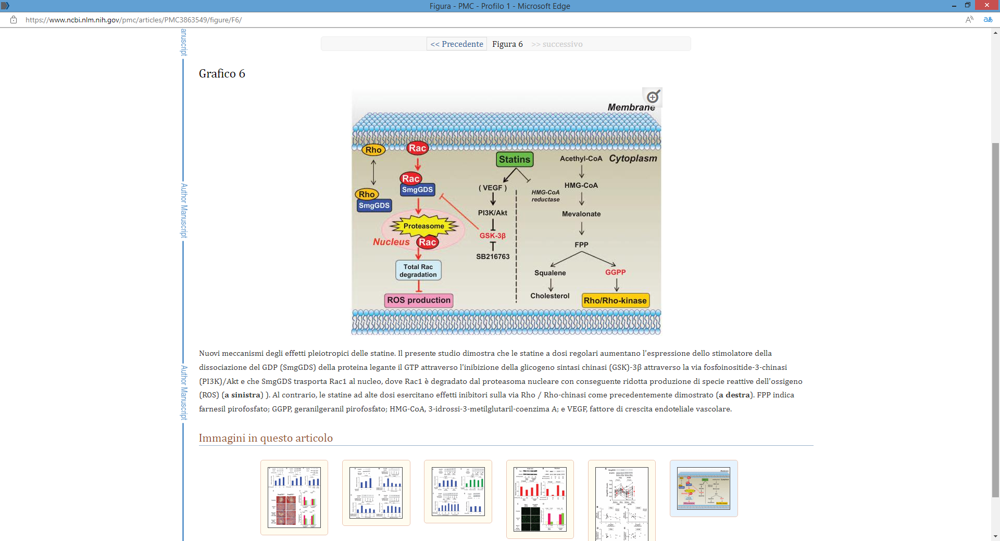 Figura - PMC - Profilo 1 - Microsoft Edge
https://www.ncbi.nlm.nih.gov/pmc/articles/PMC3863549/figure/F6/
anuscript
Author Manuscript
Author Manuscript
<< Precedente Figura 6 >> successivo
Grafico 6
Membrane
Cytoplasm
Rho
Rac
Rac
SmgGDS
Rho
SmgGDS
Proteasome
Nucleus
Rac
Total Rac
degradation
ROS production
Statins
( VEGF )
PI3K/Akt
GSK-3β
SB216763
HMG-CoA
reductase
Acethyl-CoA
HMG-CoA
Mevalonate
FPP
Squalene
GGPP
Cholesterol
Rho/Rho-kinase
Nuovi meccanismi degli effetti pleiotropici delle statine. Il presente studio dimostra che le statine a dosi regolari aumentano l'espressione dello stimolatore della
dissociazione del GDP (SmgGDS) della proteina legante il GTP attraverso l'inibizione della glicogeno sintasi chinasi (GSK)-3β attraverso la via fosfoinositide-3-chinasi
(PI3K)/Akt e che SmgGDS trasporta Rac1 al nucleo, dove Rac1 è degradato dal proteasoma nucleare con conseguente ridotta produzione di specie reattive dell'ossigeno
(ROS) (a sinistra) ). Al contrario, le statine ad alte dosi esercitano effetti inibitori sulla via Rho / Rho-chinasi come precedentemente dimostrato (a destra). FPP indica
farnesil pirofosfato; GGPP, geranilgeranil pirofosfato; HMG-CoA, 3-idrossi-3-metilglutaril-coenzima A; e VEGF, fattore di crescita endoteliale vascolare.
Immagini in questo articolo